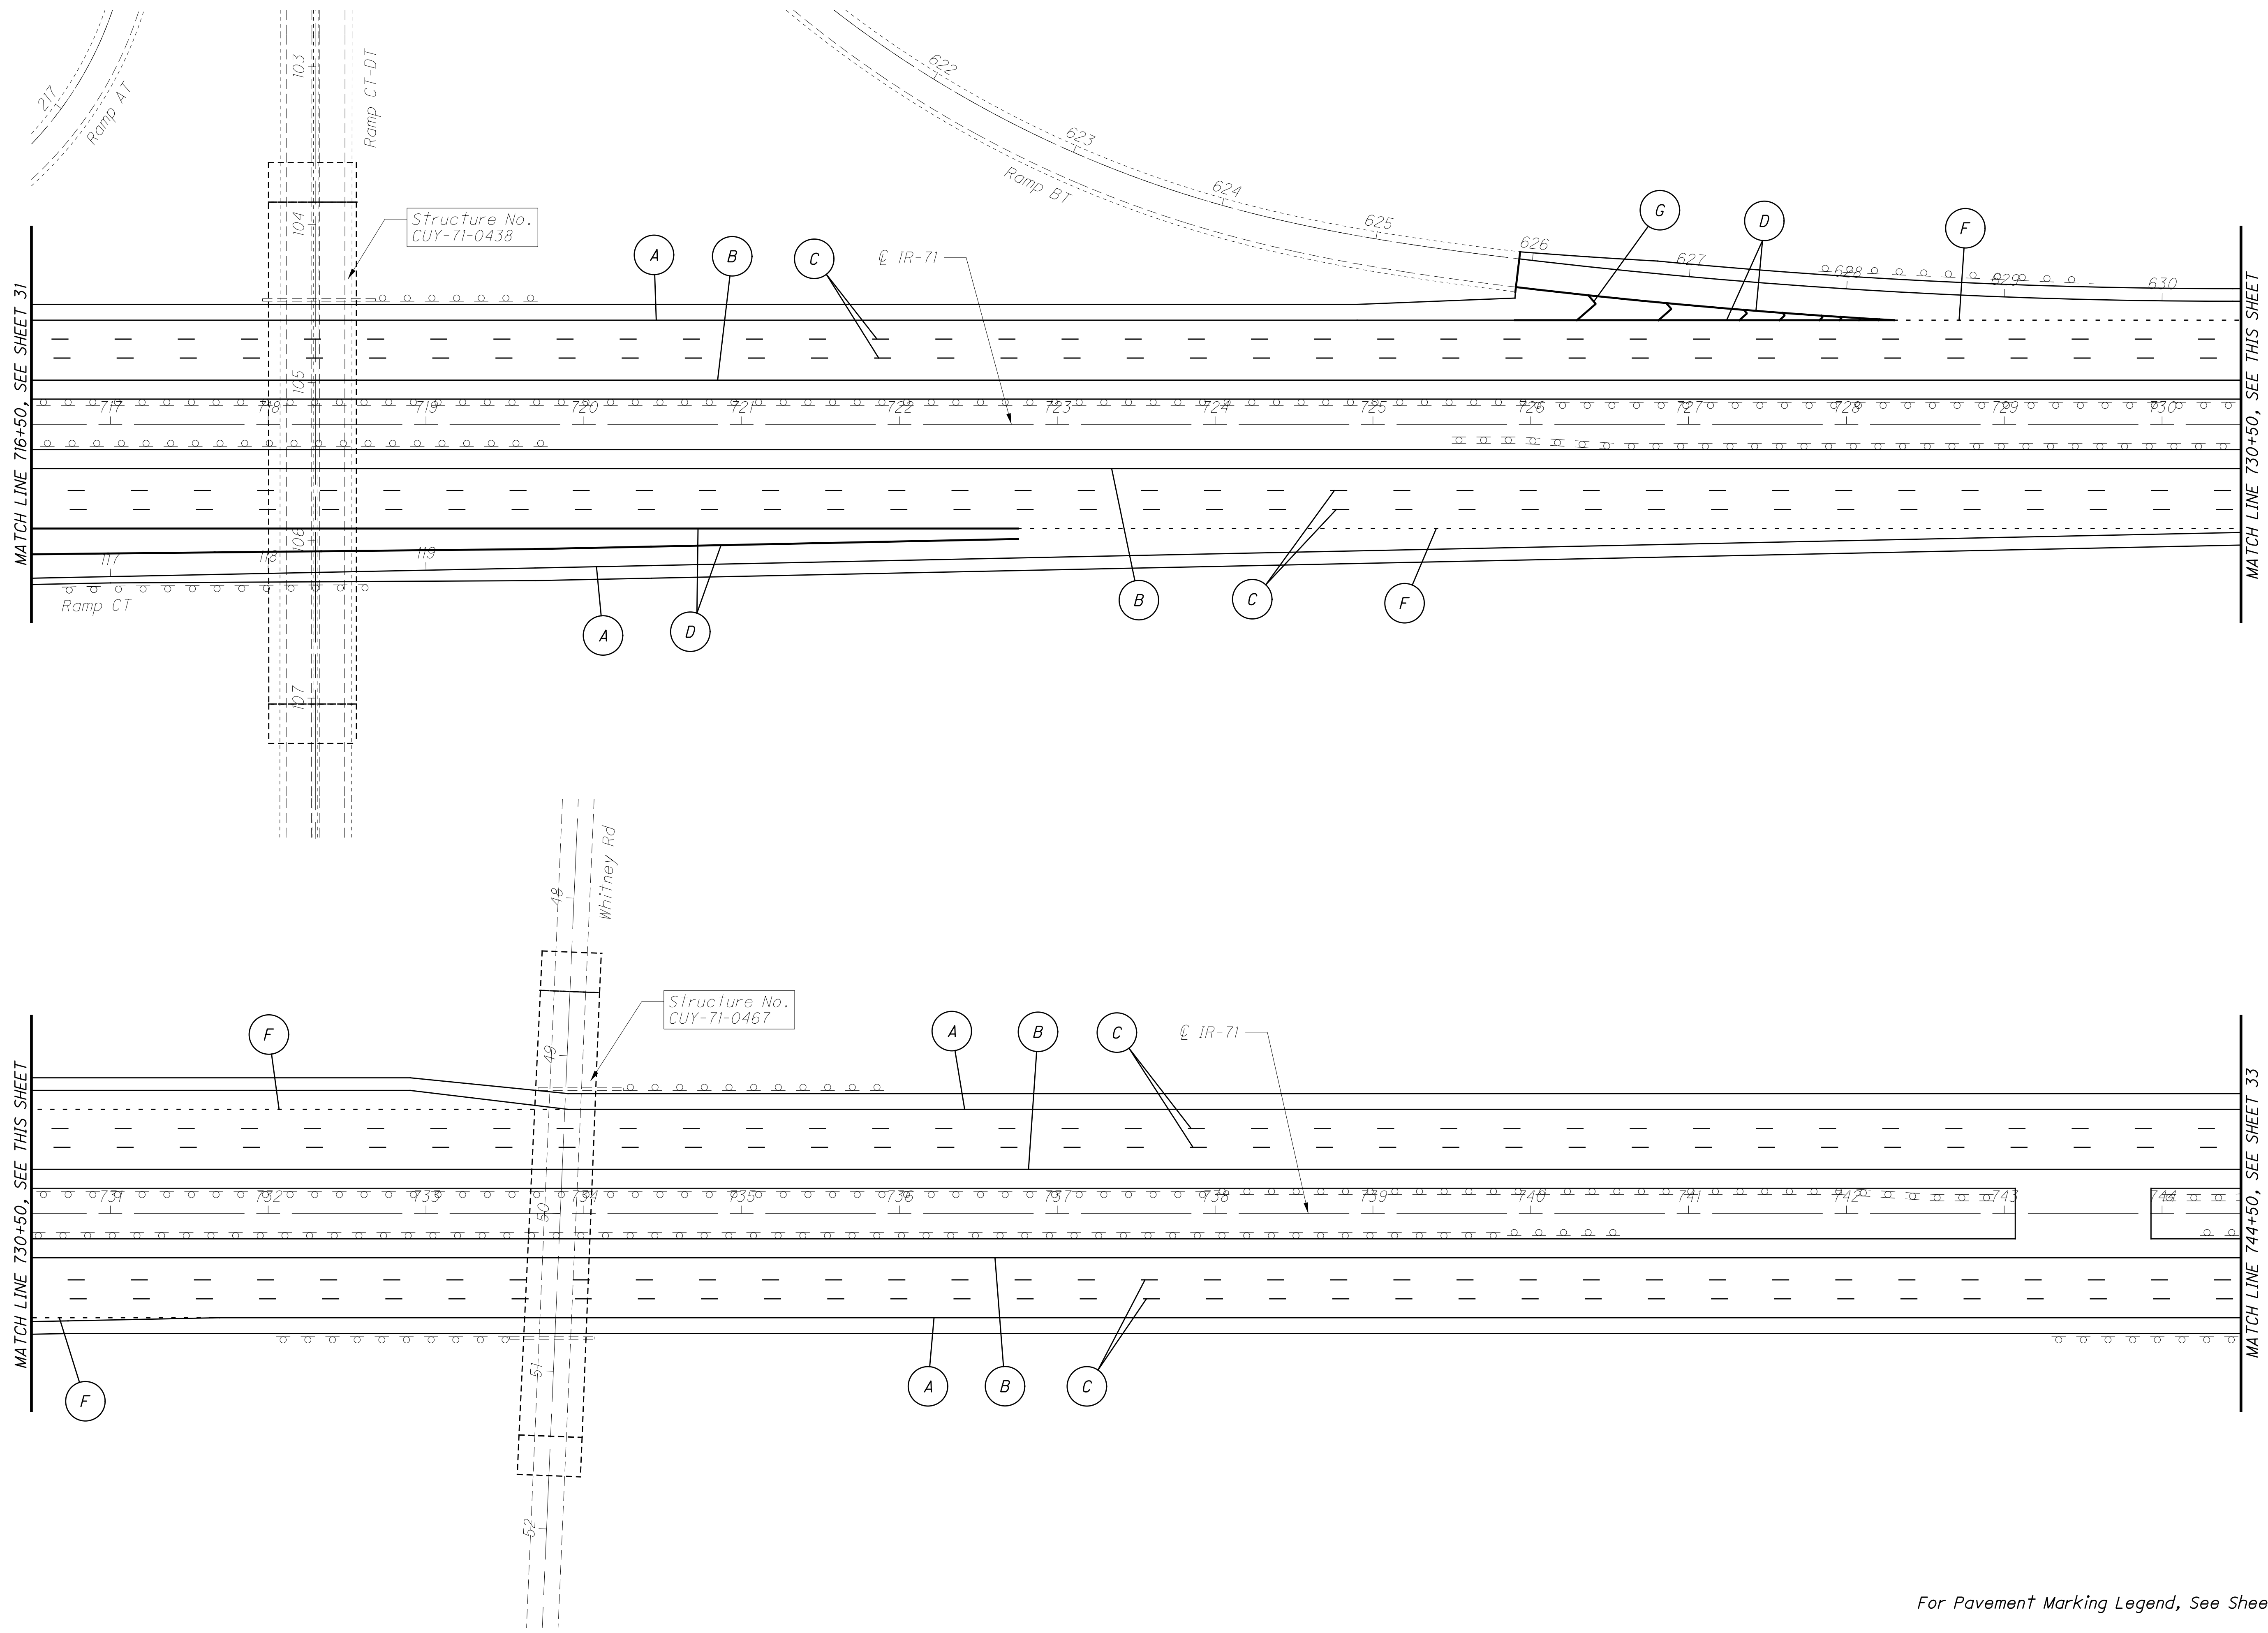 217
Ramp AT
103
Ramp CT-DT
104
105
106
107
Structure No.
CUY-71-0438
622
623
624
625
626
627
628
629
630
Ramp BT
A
B
C
℄ IR-71
G
D
F
MATCH LINE 716+50, SEE SHEET 31
MATCH LINE 730+50, SEE THIS SHEET
717
718
719
720
721
722
723
724
725
726
727
728
729
730
117
118
119
Ramp CT
A
D
B
C
F
48
Whitney Rd
49
50
51
52
Structure No.
CUY-71-0467
F
A
B
C
℄ IR-71
MATCH LINE 730+50, SEE THIS SHEET
MATCH LINE 744+50, SEE SHEET 33
731
732
733
734
735
736
737
738
739
740
741
742
743
744
F
A
B
C
For Pavement Marking Legend, See Shee